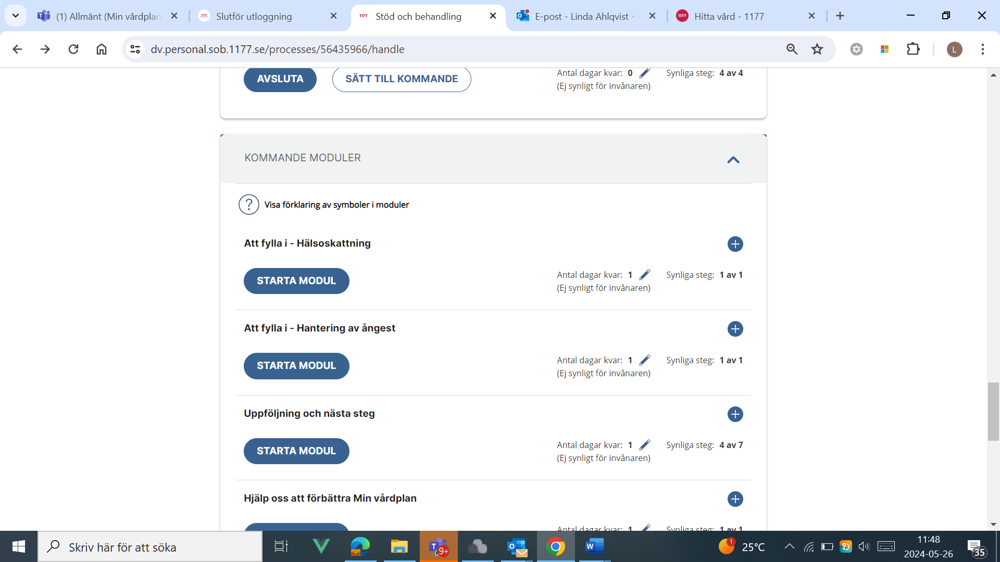 (1) Allmänt (Min vårdplan
Slutför utloggning
1177
Stöd och behandling
E-post - Linda Ahlqvist -
1177
Hitta vård - 1177
dv.personal.sob.1177.se/processes/56435966/handle
L
AVSLUTA
SÄTT TILL KOMMANDE
Antal dagar kvar: 0
Synliga steg: 4 av 4
(Ej synligt för invånaren)
KOMMANDE MODULER
? Visa förklaring av symboler i moduler
Att fylla i - Hälsoskattning
STARTA MODUL
Antal dagar kvar: 1
Synliga steg: 1 av 1
(Ej synligt för invånaren)
Att fylla i - Hantering av ångest
STARTA MODUL
Antal dagar kvar: 1
Synliga steg: 1 av 1
(Ej synligt för invånaren)
Uppföljning och nästa steg
STARTA MODUL
Antal dagar kvar: 1
Synliga steg: 4 av 7
(Ej synligt för invånaren)
Hjälp oss att förbättra Min vårdplan
Antal dagar kvar: 1
Synliga steg: 1 av 1
Skriv här för att söka
9+
1
25°C
11:48
2024-05-26
35